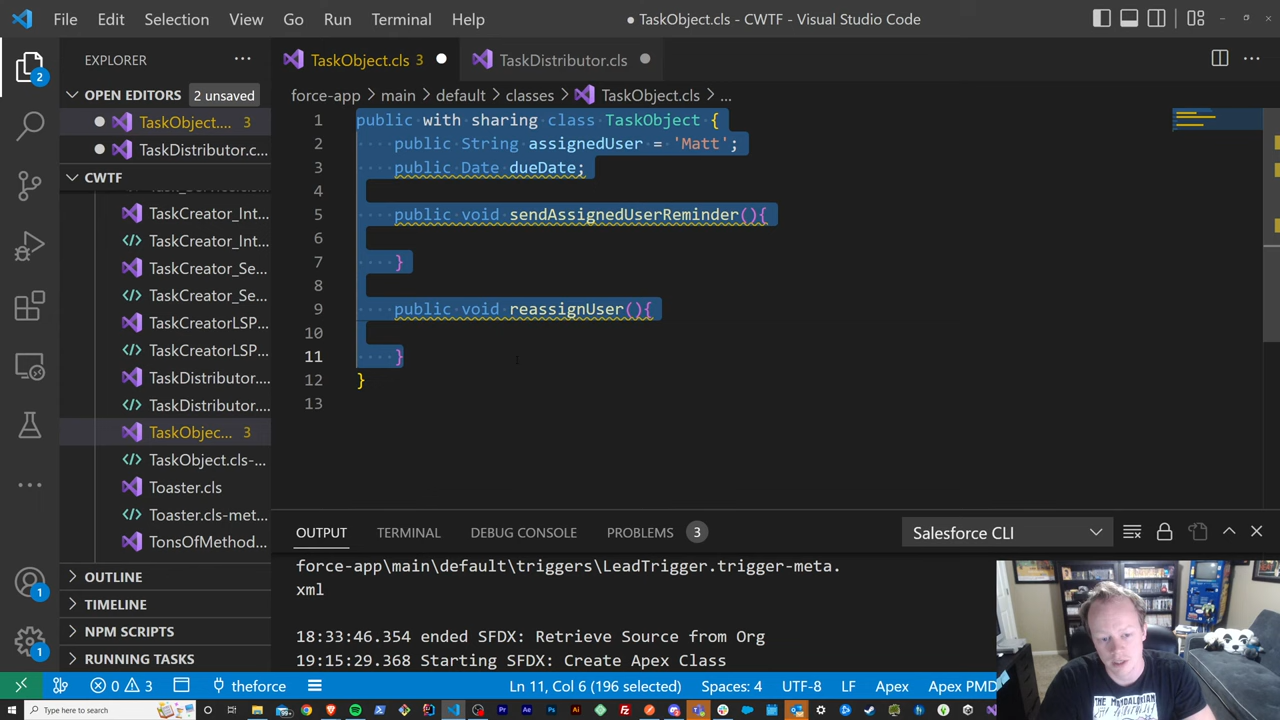 File Edit Selection View Go Run Terminal Help
● TaskObject.cls - CWTF - Visual Studio Code
EXPLORER
OPEN EDITORS 2 unsaved
TaskObject.... 3
TaskDistributor.c...
CWTF
TaskCreator_Int...
TaskCreator_Int...
TaskCreator_Se...
TaskCreator_Se...
TaskCreatorLSP...
TaskCreatorLSP...
TaskDistributor....
TaskDistributor....
TaskObjec... 3
TaskObject.cls-...
Toaster.cls
Toaster.cls-met...
TonsOfMethod...
OUTLINE
TIMELINE
NPM SCRIPTS
RUNNING TASKS
2
1
1
TaskObject.cls 3
TaskDistributor.cls
force-app > main > default > classes > TaskObject.cls > ...
1 public with sharing class TaskObject {
2 public String assignedUser = 'Matt';
3 public Date dueDate;
4
5 public void sendAssignedUserReminder(){
6
7 }
8
9 public void reassignUser(){
10
11 }
12 }
13
OUTPUT TERMINAL DEBUG CONSOLE PROBLEMS 3
Salesforce CLI
force-app\main\default\triggers\LeadTrigger.trigger-meta.
xml
18:33:46.354 ended SFDX: Retrieve Source from Org
19:15:29.368 Starting SFDX: Create Apex Class
THE MANDALORIAN
0 3 theforce
Ln 11, Col 6 (196 selected) Spaces: 4 UTF-8 LF Apex Apex PMD
Type here to search